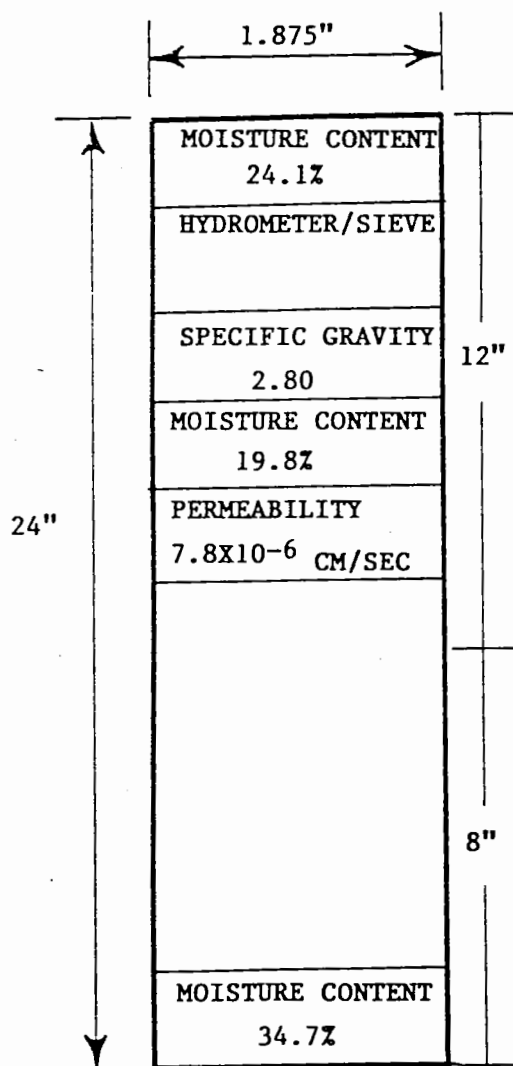 1.875"
MOISTURE CONTENT
24.1%
HYDROMETER/SIEVE
SPECIFIC GRAVITY
2.80
12"
MOISTURE CONTENT
19.8%
24"
PERMEABILITY
7.8X10-6 CM/SEC
8"
MOISTURE CONTENT
34.7%